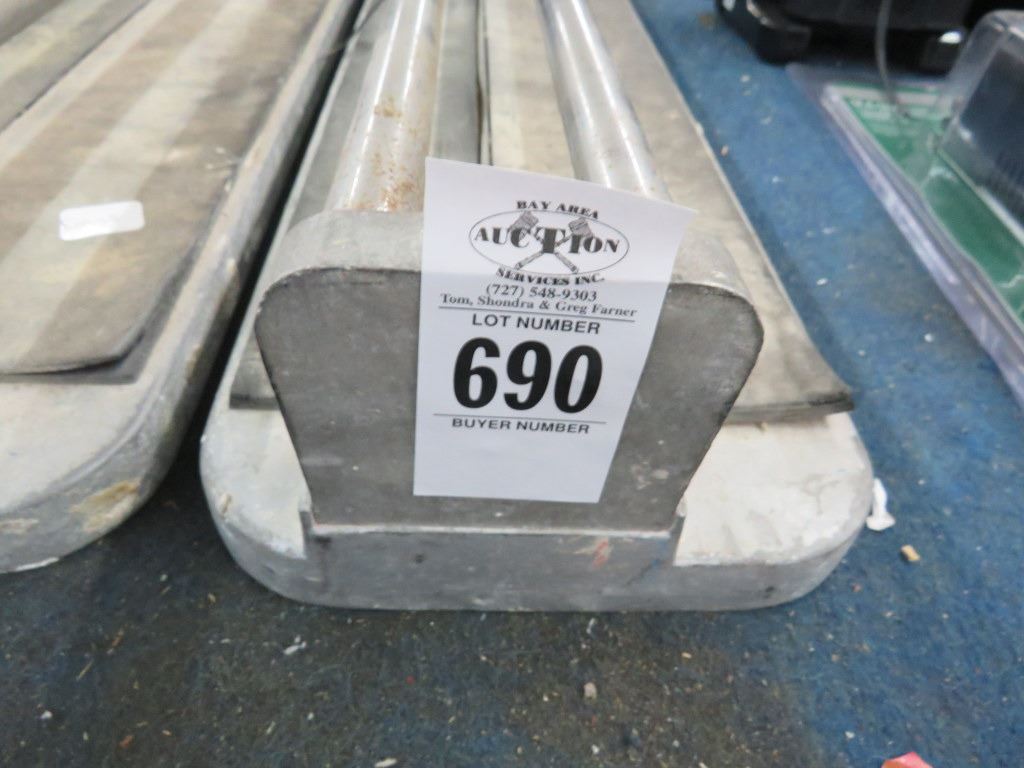 BAY AREA
AUCTION
SERVICES INC.
(727) 548-9303
Tom, Shondra & Greg Farner
LOT NUMBER
690
BUYER NUMBER